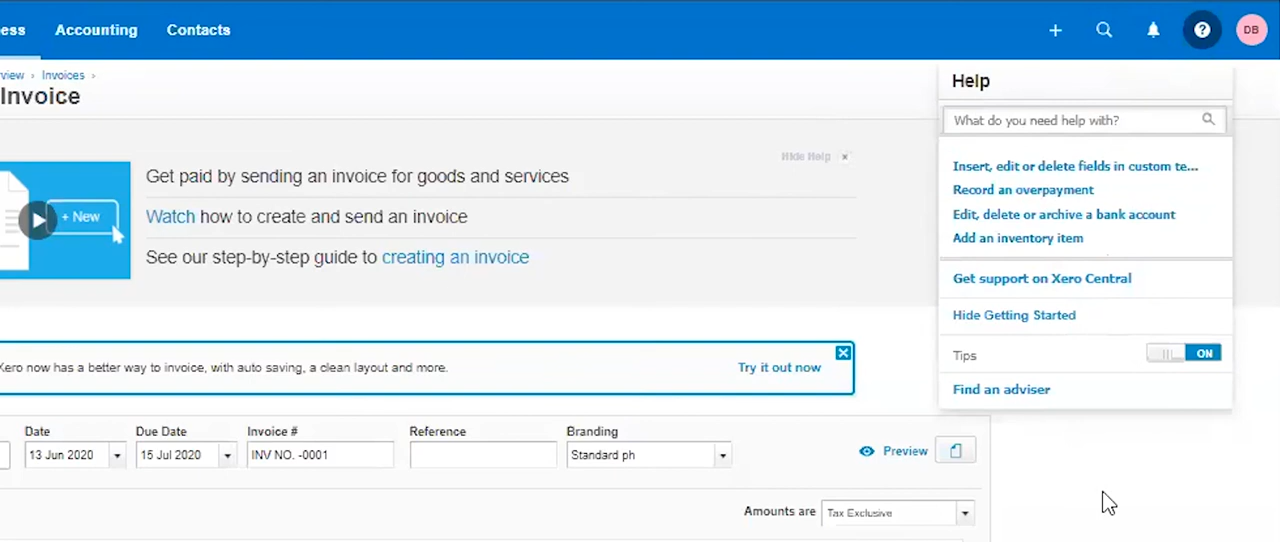 ess Accounting Contacts DB
view › Invoices ›
Invoice
Help
What do you need help with?
Hide Help ×
Get paid by sending an invoice for goods and services
Insert, edit or delete fields in custom te...
Record an overpayment
+ New
Watch how to create and send an invoice
Edit, delete or archive a bank account
Add an inventory item
See our step-by-step guide to creating an invoice
Get support on Xero Central
Hide Getting Started
Tips ON
Xero now has a better way to invoice, with auto saving, a clean layout and more. Try it out now
Find an adviser
Date Due Date Invoice # Reference Branding
13 Jun 2020 15 Jul 2020 INV NO. -0001 Standard ph Preview
Amounts are Tax Exclusive